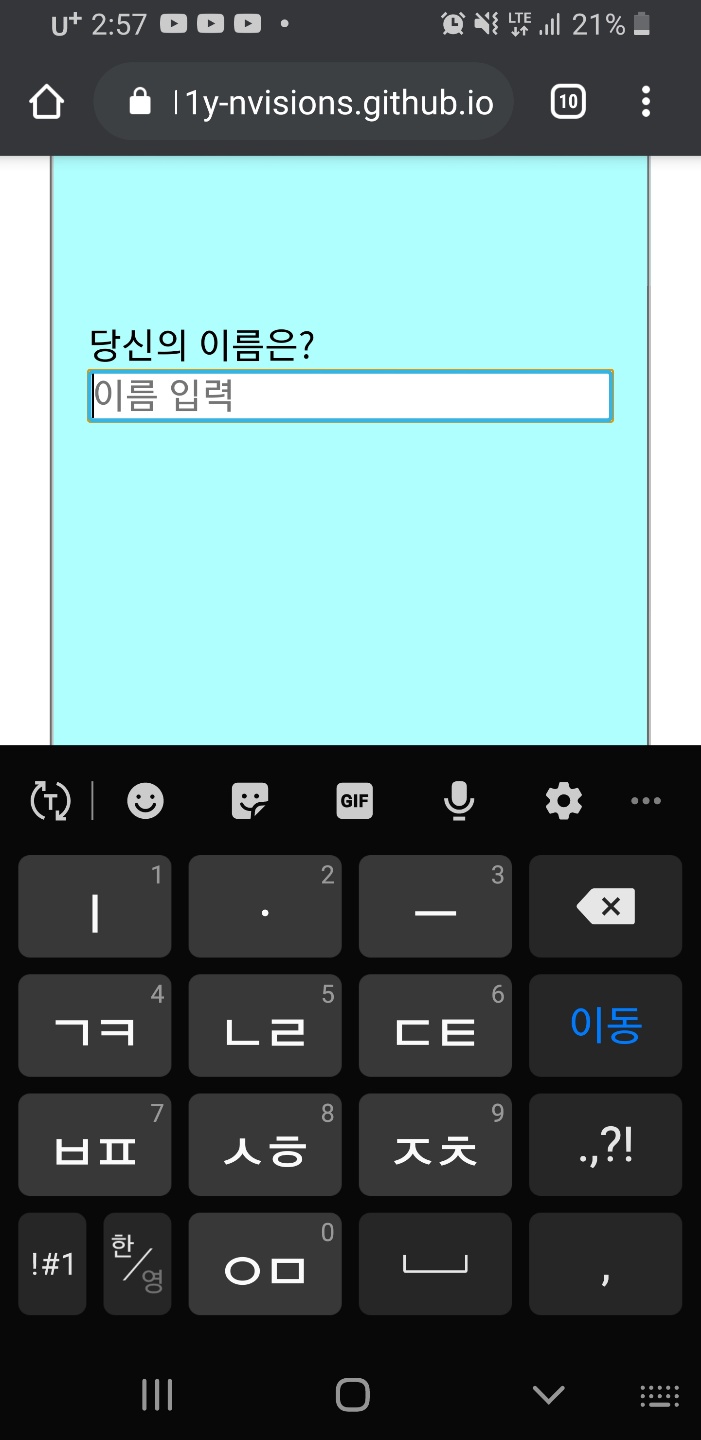 U+ 2:57 LTE 21%
l1y-nvisions.github.io 10
당신의 이름은?
이름 입력
T GIF
ㅣ 1 · 2 ㅡ 3
ㄱㅋ 4 ㄴㄹ 5 ㄷㅌ 6 이동
ㅂㅍ 7 ㅅㅎ 8 ㅈㅊ 9 .,?!
!#1 한/영 ㅇㅁ 0 ,